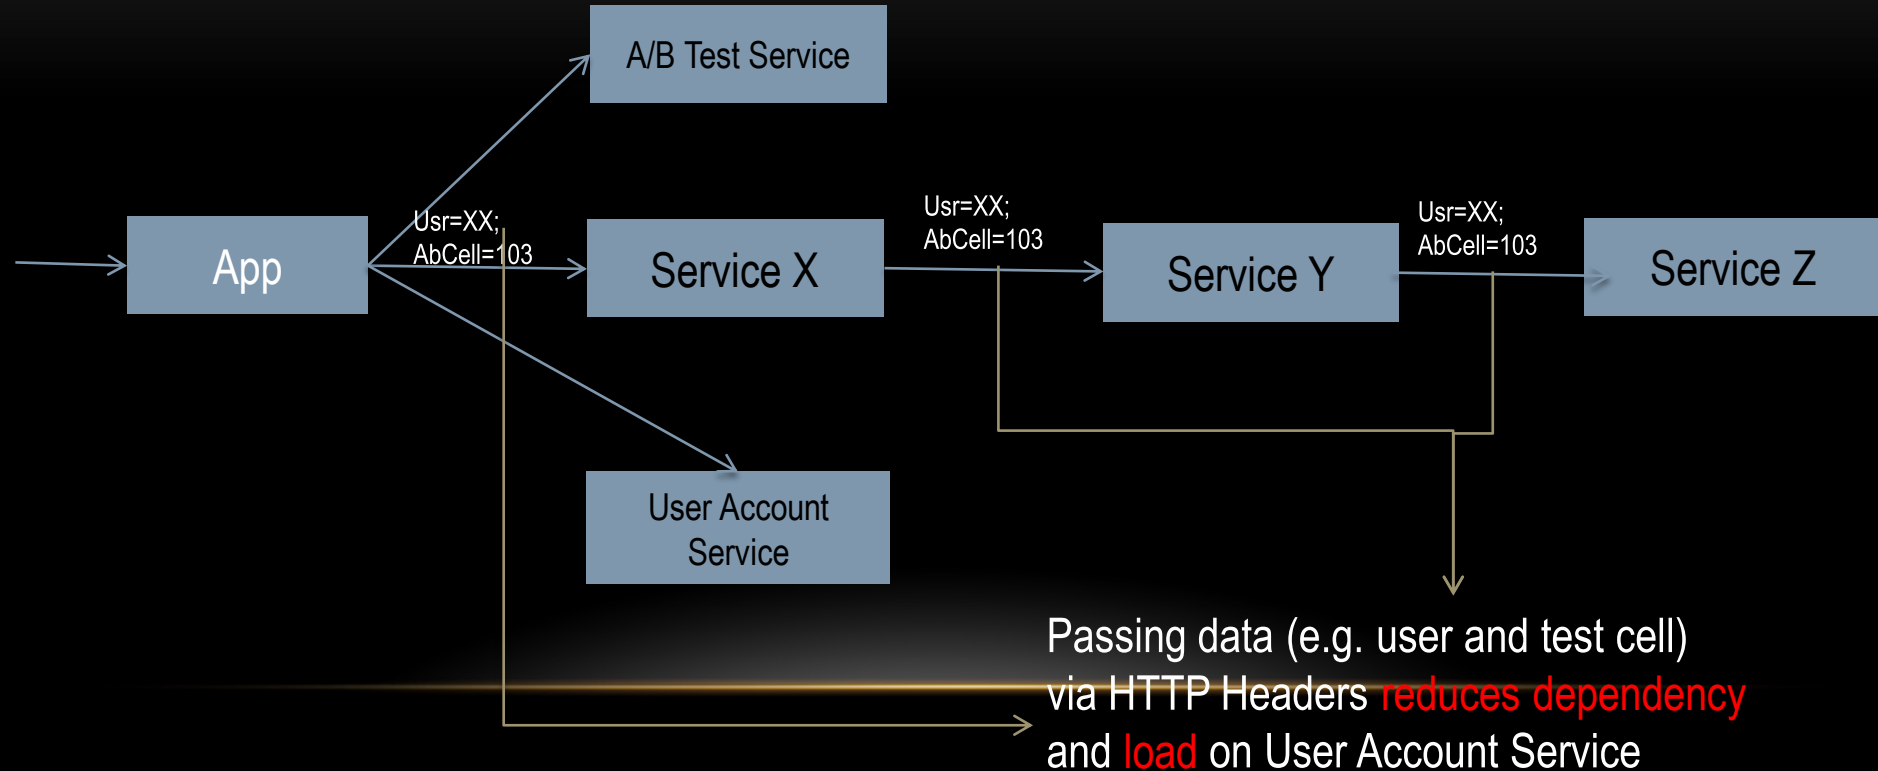 A/B Test Service
Usr=XX;
AbCell=103
Usr=XX;
AbCell=103
Usr=XX;
AbCell=103
App
Service X
Service Y
Service Z
User Account
Service
Passing data (e.g. user and test cell)
via HTTP Headers reduces dependency
and load on User Account Service